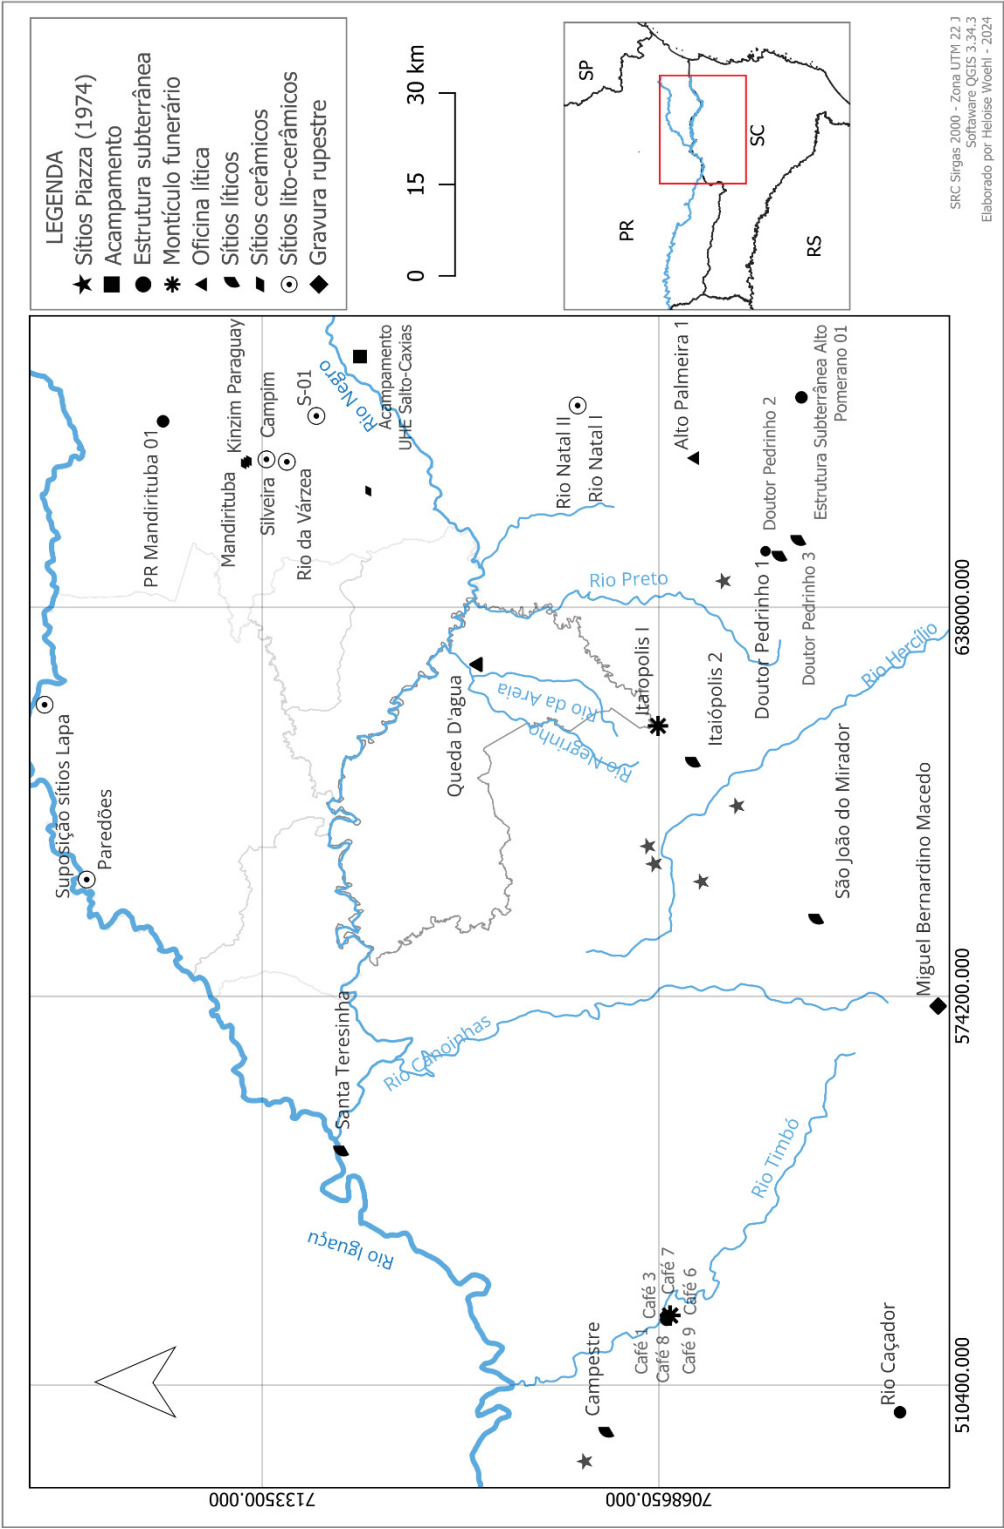 LEGENDA
Sítios Piazza (1974)
Acampamento
Estrutura subterrânea
Montículo funerário
Oficina lítica
Sítios líticos
Sítios cerâmicos
Sítios lito-cerâmicos
Gravura rupestre
0 15 30 km
SP
PR
SC
RS
SRC Sirgas 2000 - Zona UTM 22 J
Softaware QGIS 3.34.3
Elaborado por Heloise Woehl - 2024
7133500.000
7068650.000
510400.000
574200.000
638000.000
Suposição sítios Lapa
Paredões
PR Mandirituba 01
Mandirituba
Kinzim Paraguay
Silveira
Campim
Rio da Várzea
S-01
Rio Negro
Acampamento
UHE Salto-Caxias
Santa Teresinha
Rio Iguaçu
Rio Canoinhas
Queda D'agua
Rio da Areia
Rio Negrinho
Rio Preto
Rio Natal II
Rio Natal I
Itaiopolis I
Itaiópolis 2
Alto Palmeira 1
Doutor Pedrinho 2
Doutor Pedrinho 1
Doutor Pedrinho 3
Estrutura Subterrânea Alto
Pomerano 01
Rio Hercílio
São João do Mirador
Miguel Bernardino Macedo
Rio Timbó
Campestre
Café 1
Café 3
Café 8
Café 7
Café 9
Café 6
Rio Caçador